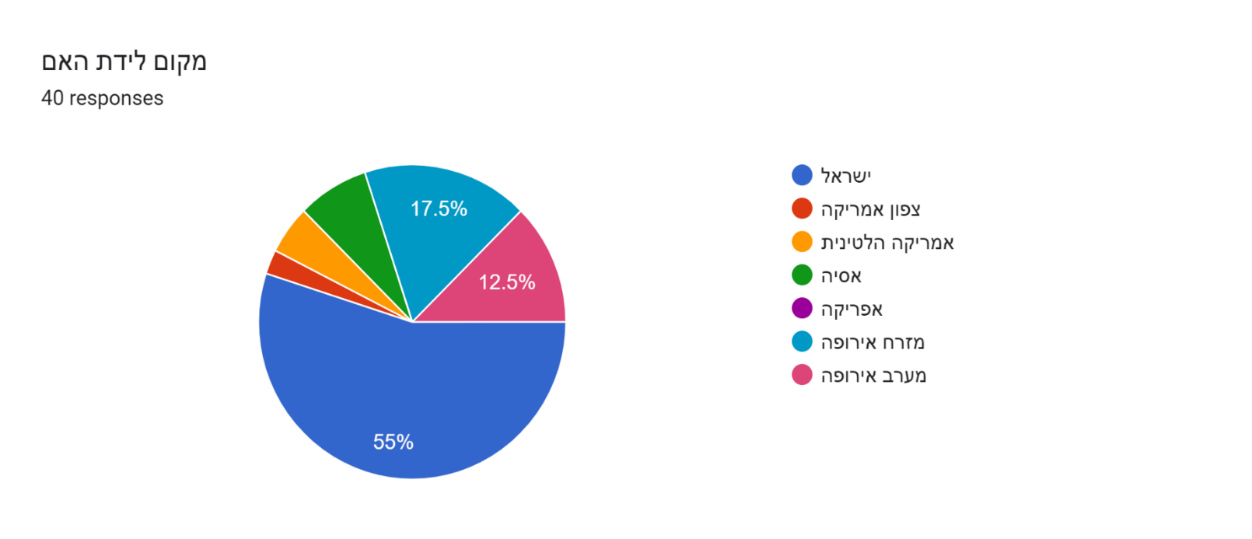 מקום לידת האם
40 responses
17.5%
12.5%
55%
ישראל
צפון אמריקה
אמריקה הלטינית
אסיה
אפריקה
מזרח אירופה
מערב אירופה